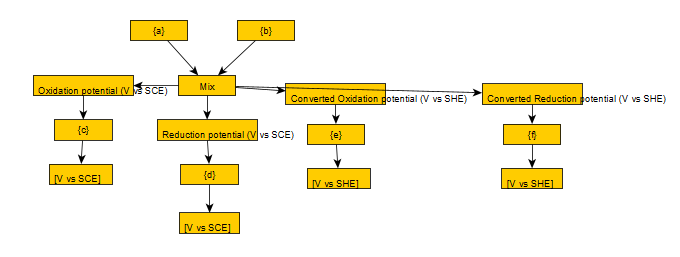 {a}
{b}
Oxidation potential (V vs SCE)
Mix
Converted Oxidation potential (V vs SHE)
Converted Reduction potential (V vs SHE)
{c}
Reduction potential (V vs SCE)
{e}
{f}
[V vs SCE]
{d}
[V vs SHE]
[V vs SHE]
[V vs SCE]